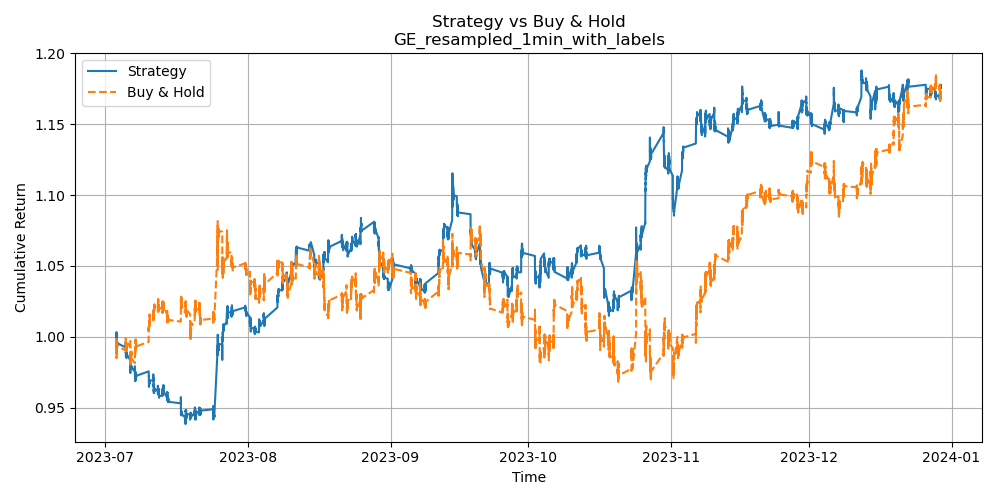 Strategy vs Buy & Hold
GE_resampled_1min_with_labels
Strategy
Buy & Hold
Cumulative Return
1.20
1.15
1.10
1.05
1.00
0.95
2023-07
2023-08
2023-09
2023-10
2023-11
2023-12
2024-01
Time